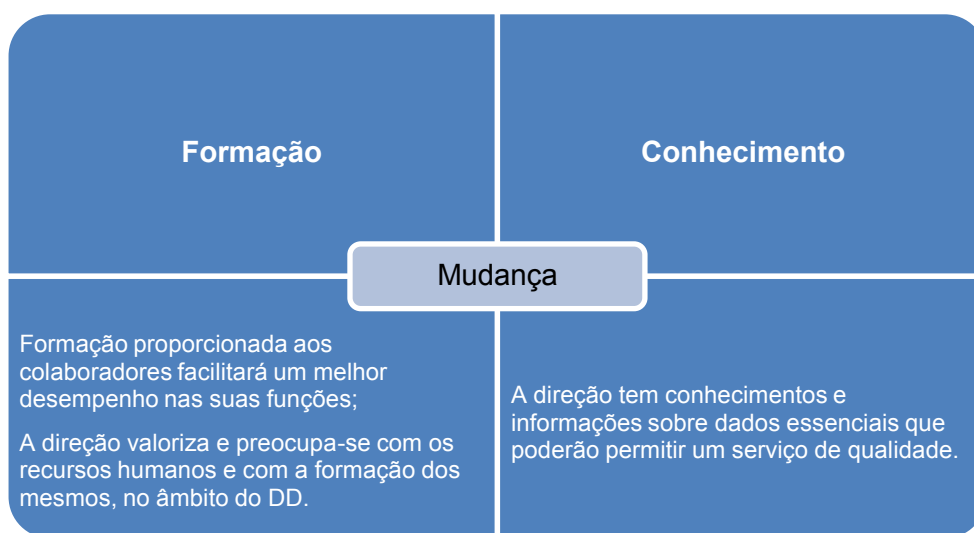 Formação
Conhecimento
Mudança
Formação proporcionada aos
colaboradores facilitará um melhor
desempenho nas suas funções;
A direção valoriza e preocupa-se com os
recursos humanos e com a formação dos
mesmos, no âmbito do DD.
A direção tem conhecimentos e
informações sobre dados essenciais que
poderão permitir um serviço de qualidade.